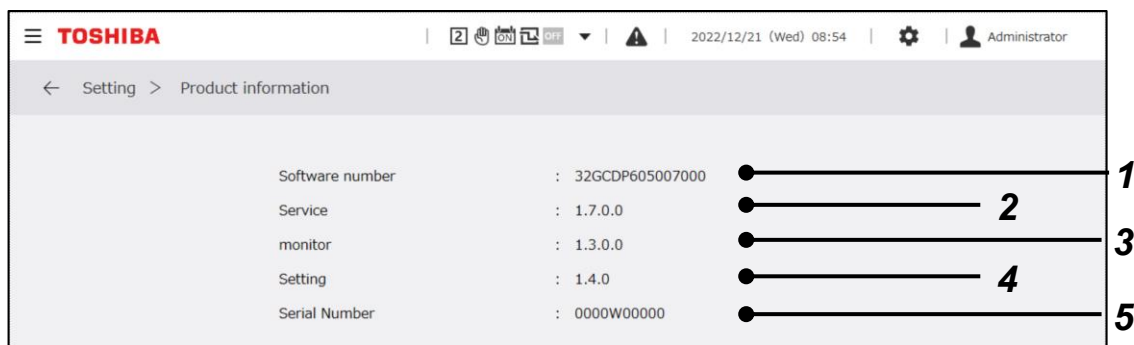 TOSHIBA 2 ON OFF 2022/12/21 (Wed) 08:54 Administrator
← Setting > Product information
Software number : 32GCDP605007000 1
Service : 1.7.0.0 2
monitor : 1.3.0.0 3
Setting : 1.4.0 4
Serial Number : 0000W00000 5